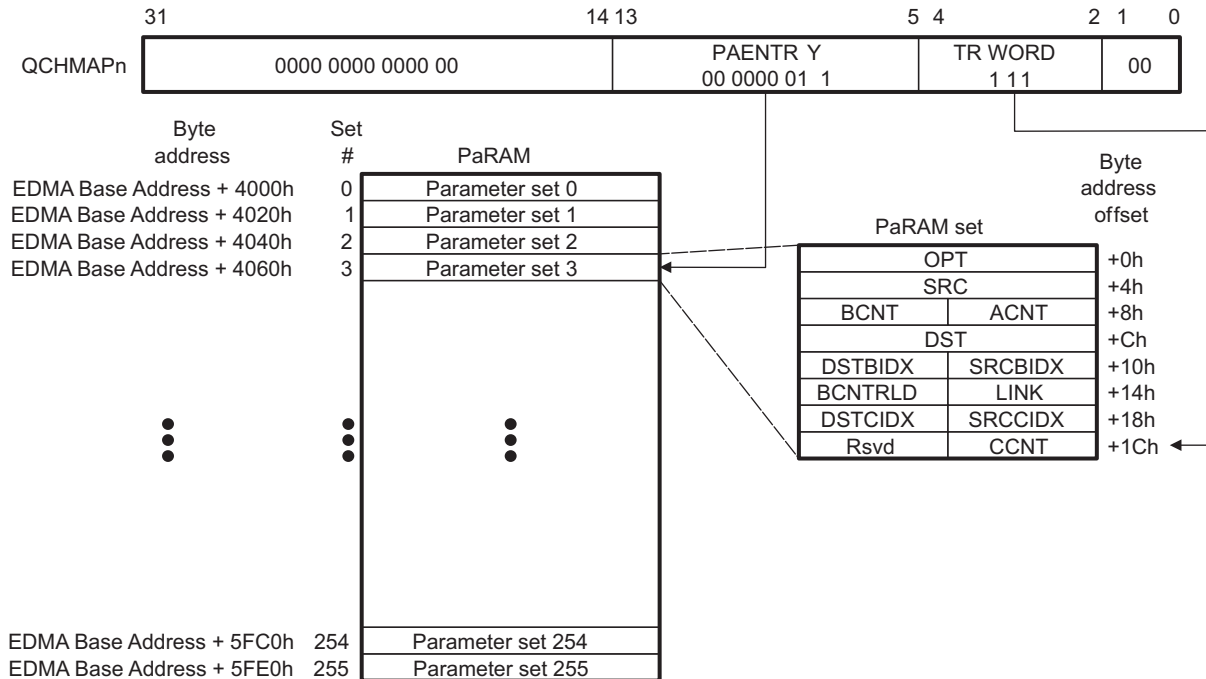 31 14 13 5 4 2 1 0
QCHMAPn 0000 0000 0000 00 PAENTR Y TR WORD 00
00 0000 01 1 1 11
Byte Set
address # PaRAM
EDMA Base Address + 4000h 0 Parameter set 0
EDMA Base Address + 4020h 1 Parameter set 1
EDMA Base Address + 4040h 2 Parameter set 2
EDMA Base Address + 4060h 3 Parameter set 3
Byte
address
offset
PaRAM set
OPT +0h
SRC +4h
BCNT ACNT +8h
DST +Ch
DSTBIDX SRCBIDX +10h
BCNTRLD LINK +14h
DSTCIDX SRCCIDX +18h
Rsvd CCNT +1Ch
EDMA Base Address + 5FC0h 254 Parameter set 254
EDMA Base Address + 5FE0h 255 Parameter set 255